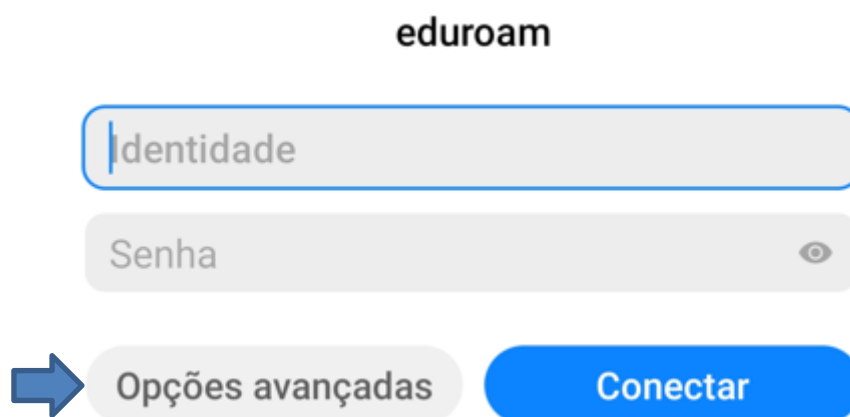 eduroam
Identidade
Senha
Opções avançadas
Conectar